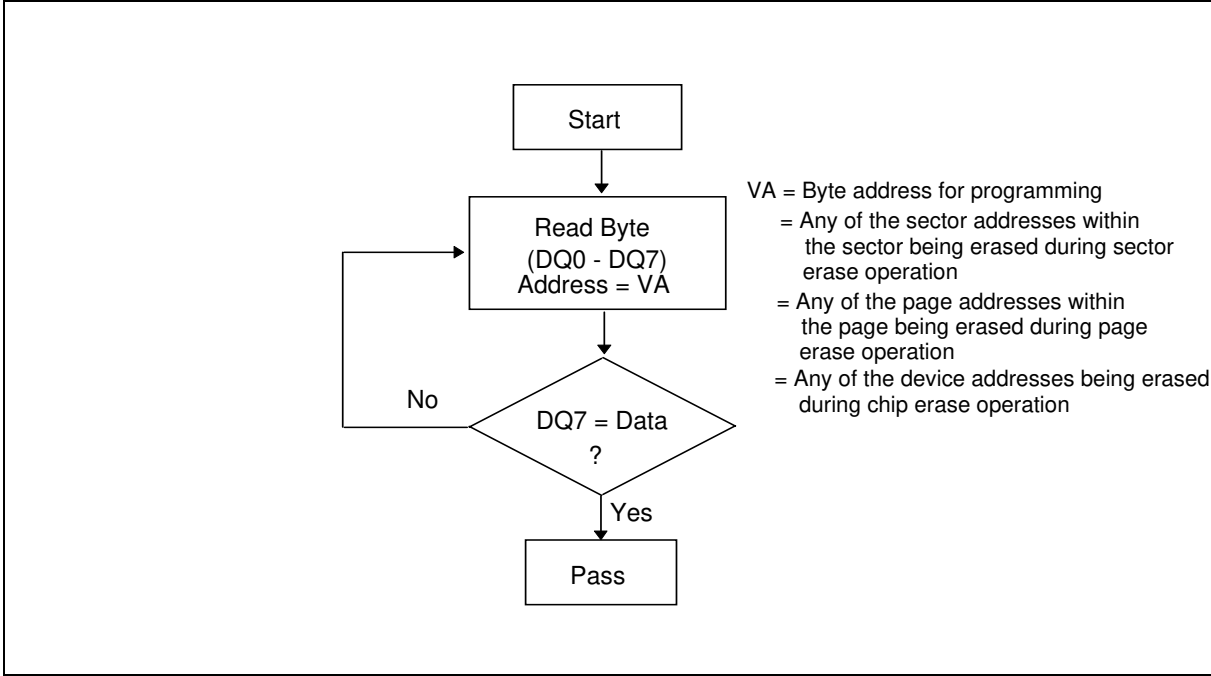 Start
Read Byte
(DQ0 - DQ7)
Address = VA
VA = Byte address for programming
= Any of the sector addresses within
the sector being erased during sector
erase operation
= Any of the page addresses within
the page being erased during page
erase operation
= Any of the device addresses being erased
during chip erase operation
No
DQ7 = Data
?
Yes
Pass